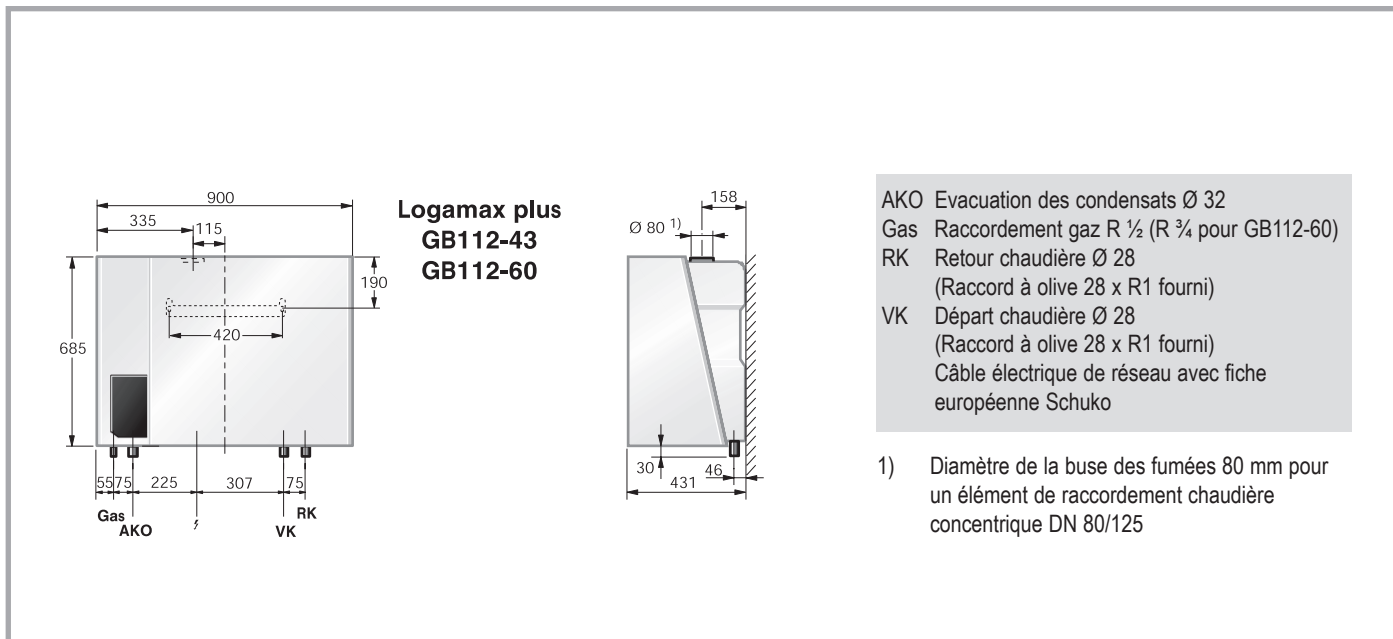 900
335
115
Logamax plus
GB112-43
GB112-60
190
420
685
55 75 225 307 75
Gas
AKO
VK
RK
158
Ø 80 1)
30
46
431
AKO Evacuation des condensats Ø 32
Gas Raccordement gaz R ½ (R ¾ pour GB112-60)
RK Retour chaudière Ø 28
(Raccord à olive 28 x R1 fourni)
VK Départ chaudière Ø 28
(Raccord à olive 28 x R1 fourni)
Câble électrique de réseau avec fiche
européenne Schuko
1) Diamètre de la buse des fumées 80 mm pour
un élément de raccordement chaudière
concentrique DN 80/125